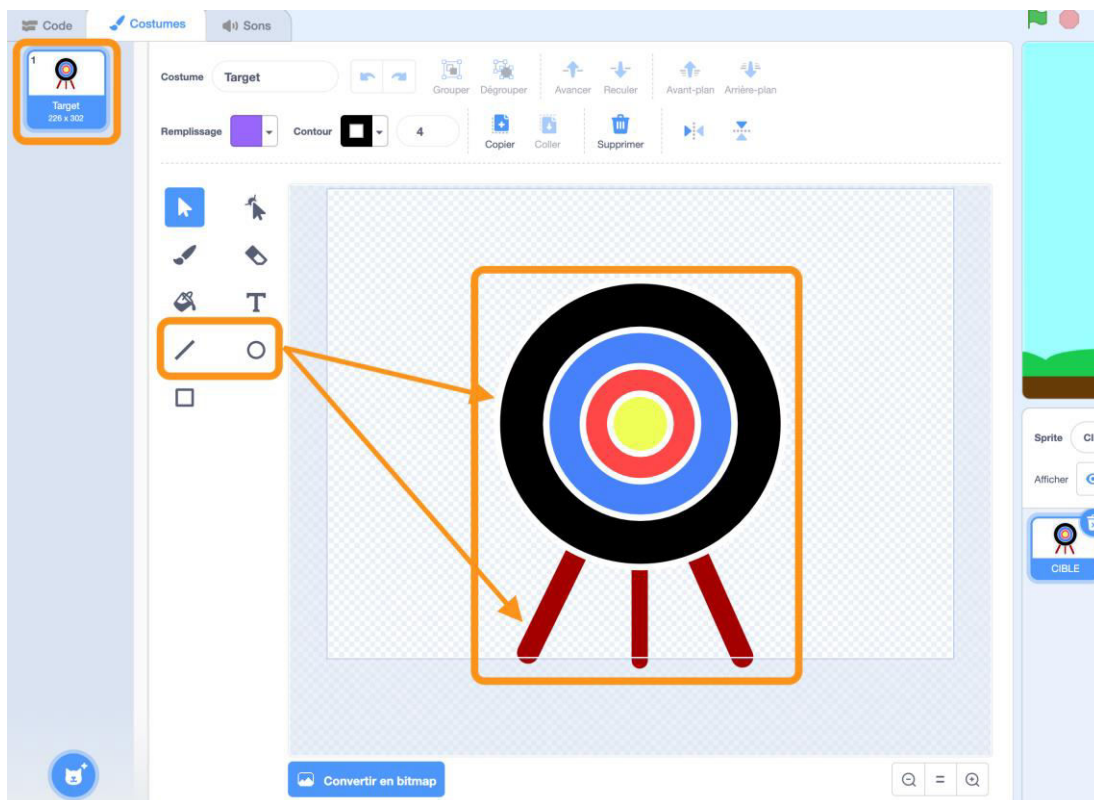 Code
Costumes
Sons
1
Target
226 x 302
Costume
Target
Grouper
Dégrouper
Avancer
Reculer
Avant-plan
Arrière-plan
Remplissage
Contour
4
Copier
Coller
Supprimer
T
Sprite
Afficher
CIBLE
Convertir en bitmap
=